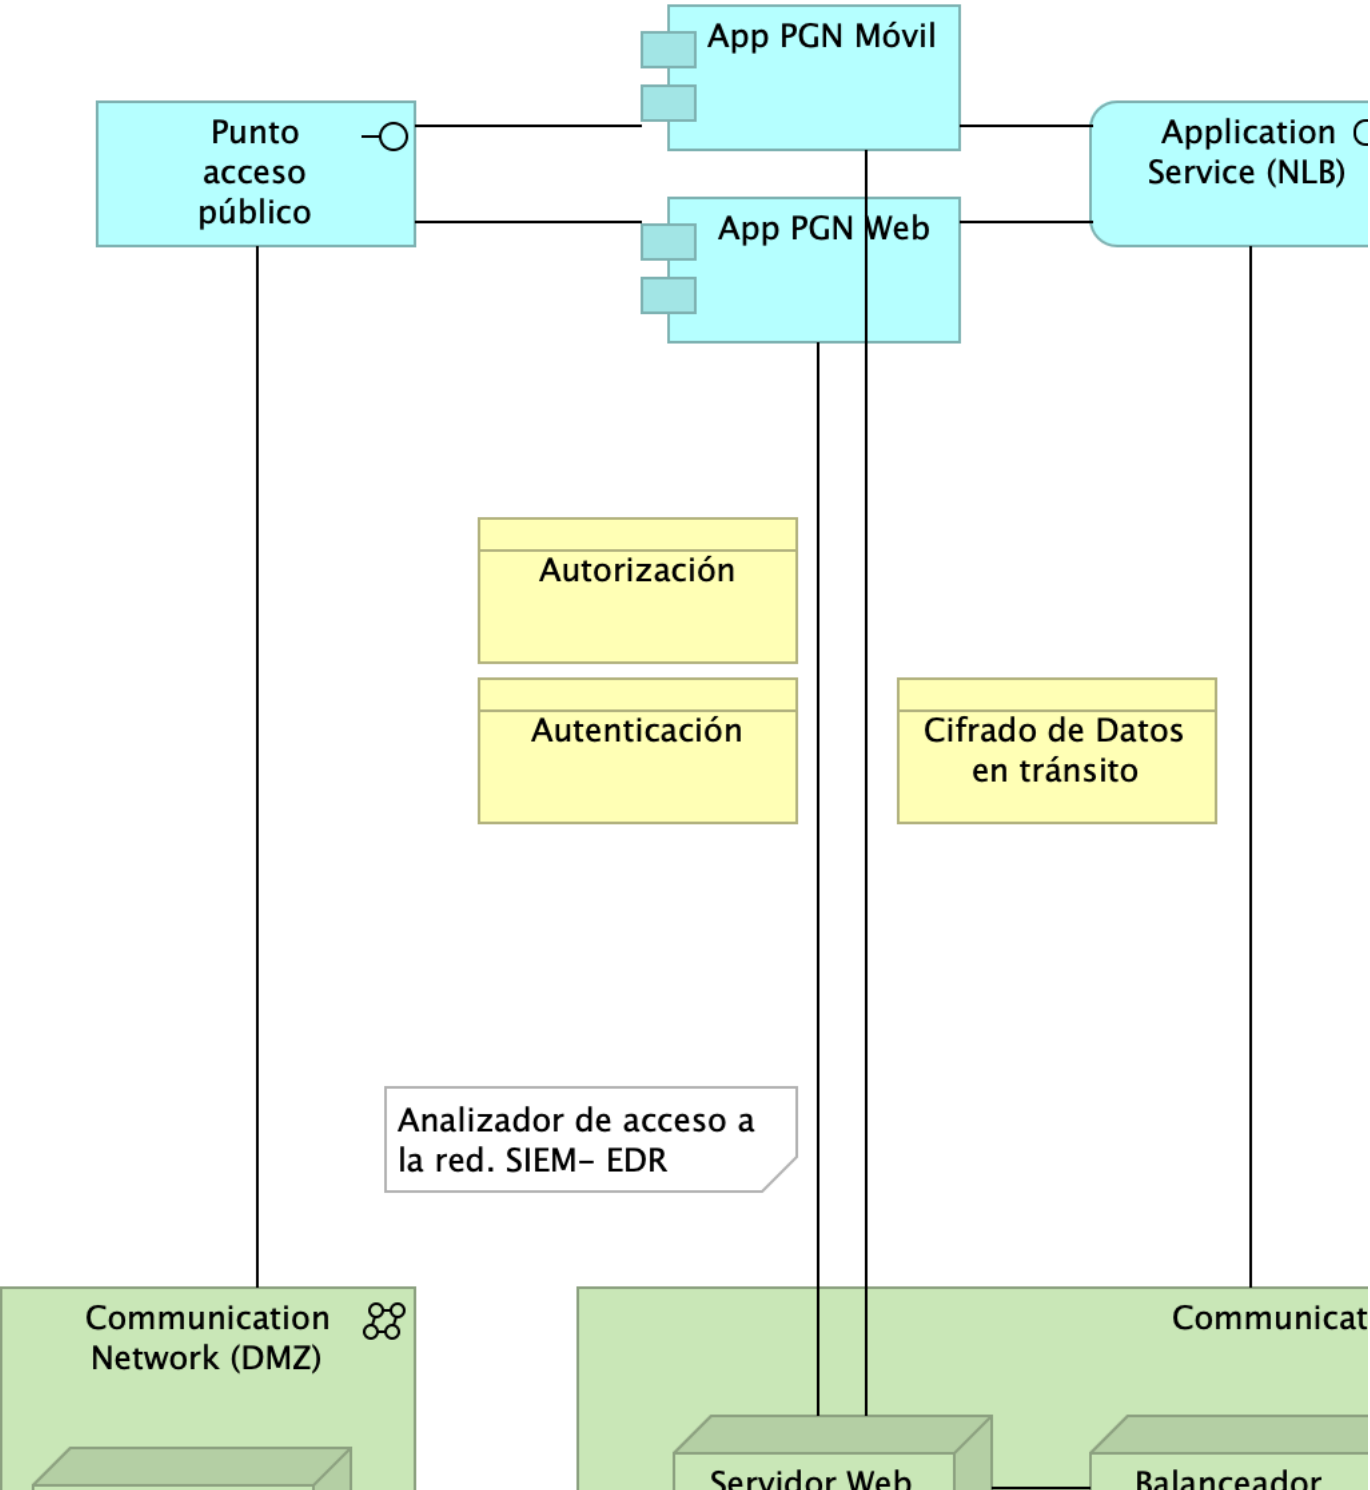 App PGN Móvil
Punto
acceso
público
Application
Service (NLB)
App PGN Web
Autorización
Autenticación
Cifrado de Datos
en tránsito
Analizador de acceso a
la red. SIEM– EDR
Communication
Network (DMZ)
Communicat
Servidor Web
Balanceador